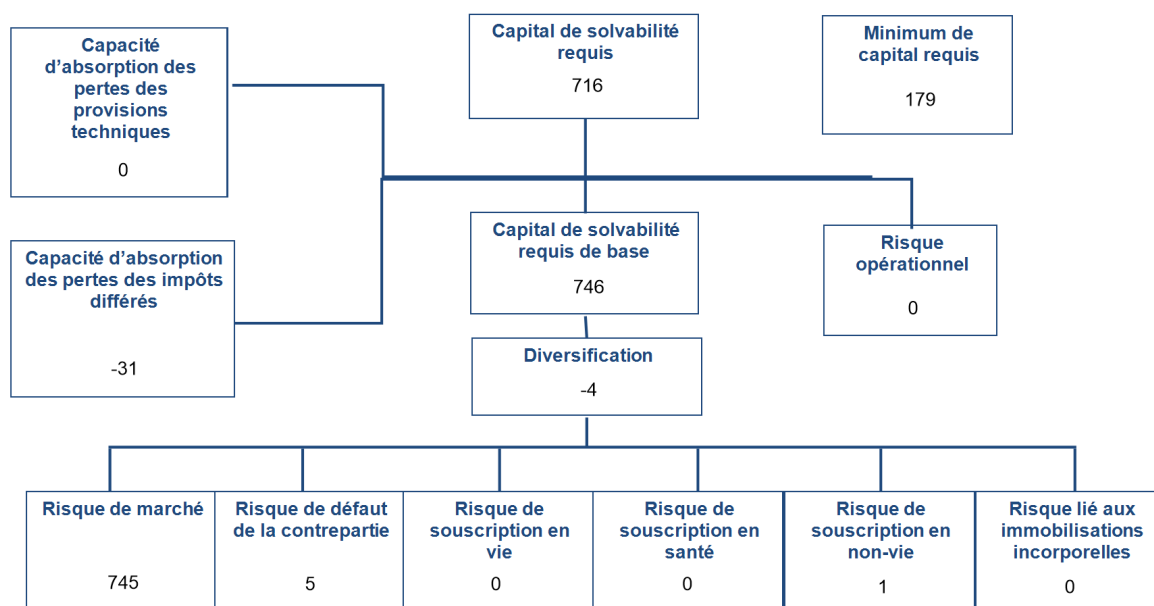 Capacité
d'absorption des
pertes des
provisions
techniques
0
Capital de solvabilité
requis
716
Minimum de
capital requis
179
Capacité d'absorption
des pertes des impôts
différés
-31
Capital de solvabilité
requis de base
746
Risque
opérationnel
0
Diversification
-4
Risque de marché
745
Risque de défaut
de la contrepartie
5
Risque de
souscription en
vie
0
Risque de
souscription en
santé
0
Risque de
souscription en
non-vie
1
Risque lié aux
immobilisations
incorporelles
0